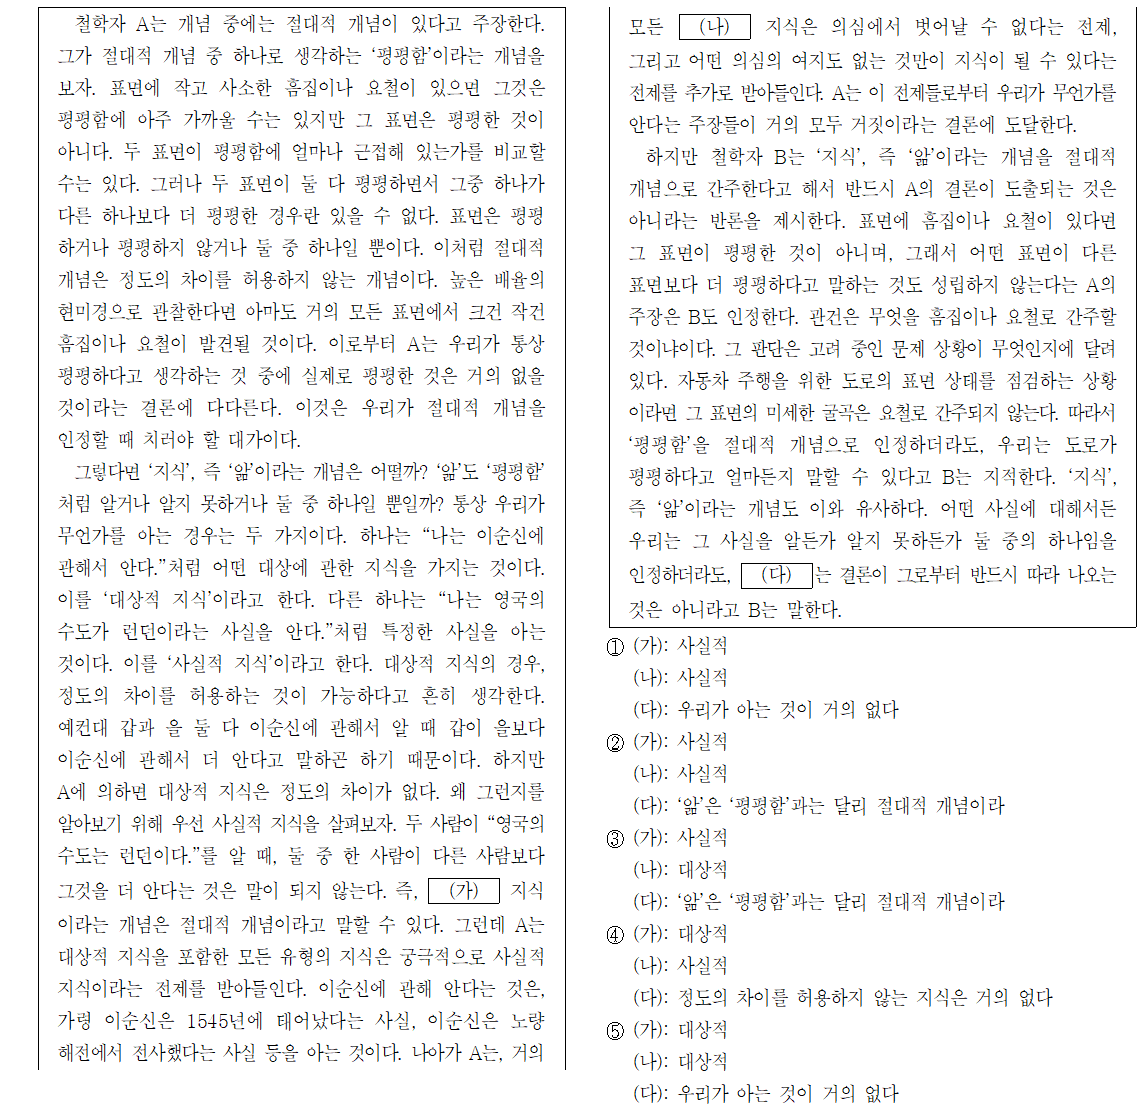 철학자 A는 개념 중에는 절대적 개념이 있다고 주장한다.
그가 절대적 개념 중 하나로 생각하는 ‘평평함’이라는 개념을
보자. 표면에 작고 사소한 흠집이나 요철이 있으면 그것은
평평함에 아주 가까울 수는 있지만 그 표면은 평평한 것이
아니다. 두 표면이 평평함에 얼마나 근접해 있는가를 비교할
수는 있다. 그러나 두 표면이 둘 다 평평하면서 그중 하나가
다른 하나보다 더 평평한 경우란 있을 수 없다. 표면은 평평
하거나 평평하지 않거나 둘 중 하나일 뿐이다. 이처럼 절대적
개념은 정도의 차이를 허용하지 않는 개념이다. 높은 배율의
현미경으로 관찰한다면 아마도 거의 모든 표면에서 크건 작건
흠집이나 요철이 발견될 것이다. 이로부터 A는 우리가 통상
평평하다고 생각하는 것 중에 실제로 평평한 것은 거의 없을
것이라는 결론에 다다른다. 이것은 우리가 절대적 개념을
인정할 때 치러야 할 대가이다.
그렇다면 ‘지식’, 즉 ‘앎’이라는 개념은 어떨까? ‘앎’도 ‘평평함’
처럼 알거나 알지 못하거나 둘 중 하나일 뿐일까? 통상 우리가
무언가를 아는 경우는 두 가지이다. 하나는 “나는 이순신에
관해서 안다.”처럼 어떤 대상에 관한 지식을 가지는 것이다.
이를 ‘대상적 지식’이라고 한다. 다른 하나는 “나는 영국의
수도가 런던이라는 사실을 안다.”처럼 특정한 사실을 아는
것이다. 이를 ‘사실적 지식’이라고 한다. 대상적 지식의 경우,
정도의 차이를 허용하는 것이 가능하다고 흔히 생각한다.
예컨대 갑과 을 둘 다 이순신에 관해서 알 때 갑이 을보다
이순신에 관해서 더 안다고 말하곤 하기 때문이다. 하지만
A에 의하면 대상적 지식은 정도의 차이가 없다. 왜 그런지를
알아보기 위해 우선 사실적 지식을 살펴보자. 두 사람이 “영국의
수도는 런던이다.”를 알 때, 둘 중 한 사람이 다른 사람보다
그것을 더 안다는 것은 말이 되지 않는다. 즉, (가) 지식
이라는 개념은 절대적 개념이라고 말할 수 있다. 그런데 A는
대상적 지식을 포함한 모든 유형의 지식은 궁극적으로 사실적
지식이라는 전제를 받아들인다. 이순신에 관해 안다는 것은,
가령 이순신은 1545년에 태어났다는 사실, 이순신은 노량
해전에서 전사했다는 사실 등을 아는 것이다. 나아가 A는, 거의
모든 (나) 지식은 의심에서 벗어날 수 없다는 전제,
그리고 어떤 의심의 여지도 없는 것만이 지식이 될 수 있다는
전제를 추가로 받아들인다. A는 이 전제들로부터 우리가 무언가를
안다는 주장들이 거의 모두 거짓이라는 결론에 도달한다.
하지만 철학자 B는 ‘지식’, 즉 ‘앎’이라는 개념을 절대적
개념으로 간주한다고 해서 반드시 A의 결론이 도출되는 것은
아니라는 반론을 제시한다. 표면에 흠집이나 요철이 있다면
그 표면이 평평한 것이 아니며, 그래서 어떤 표면이 다른
표면보다 더 평평하다고 말하는 것도 성립하지 않는다는 A의
주장은 B도 인정한다. 관건은 무엇을 흠집이나 요철로 간주할
것이냐이다. 그 판단은 고려 중인 문제 상황이 무엇인지에 달려
있다. 자동차 주행을 위한 도로의 표면 상태를 점검하는 상황
이라면 그 표면의 미세한 굴곡은 요철로 간주되지 않는다. 따라서
‘평평함’을 절대적 개념으로 인정하더라도, 우리는 도로가
평평하다고 얼마든지 말할 수 있다고 B는 지적한다. ‘지식’,
즉 ‘앎’이라는 개념도 이와 유사하다. 어떤 사실에 대해서든
우리는 그 사실을 알든가 알지 못하든가 둘 중의 하나임을
인정하더라도, (다) 는 결론이 그로부터 반드시 따라 나오는
것은 아니라고 B는 말한다.
① (가): 사실적
(나): 사실적
(다): 우리가 아는 것이 거의 없다
② (가): 사실적
(나): 사실적
(다): ‘앎’은 ‘평평함’과는 달리 절대적 개념이라
③ (가): 사실적
(나): 대상적
(다): ‘앎’은 ‘평평함’과는 달리 절대적 개념이라
④ (가): 대상적
(나): 사실적
(다): 정도의 차이를 허용하지 않는 지식은 거의 없다
⑤ (가): 대상적
(나): 대상적
(다): 우리가 아는 것이 거의 없다